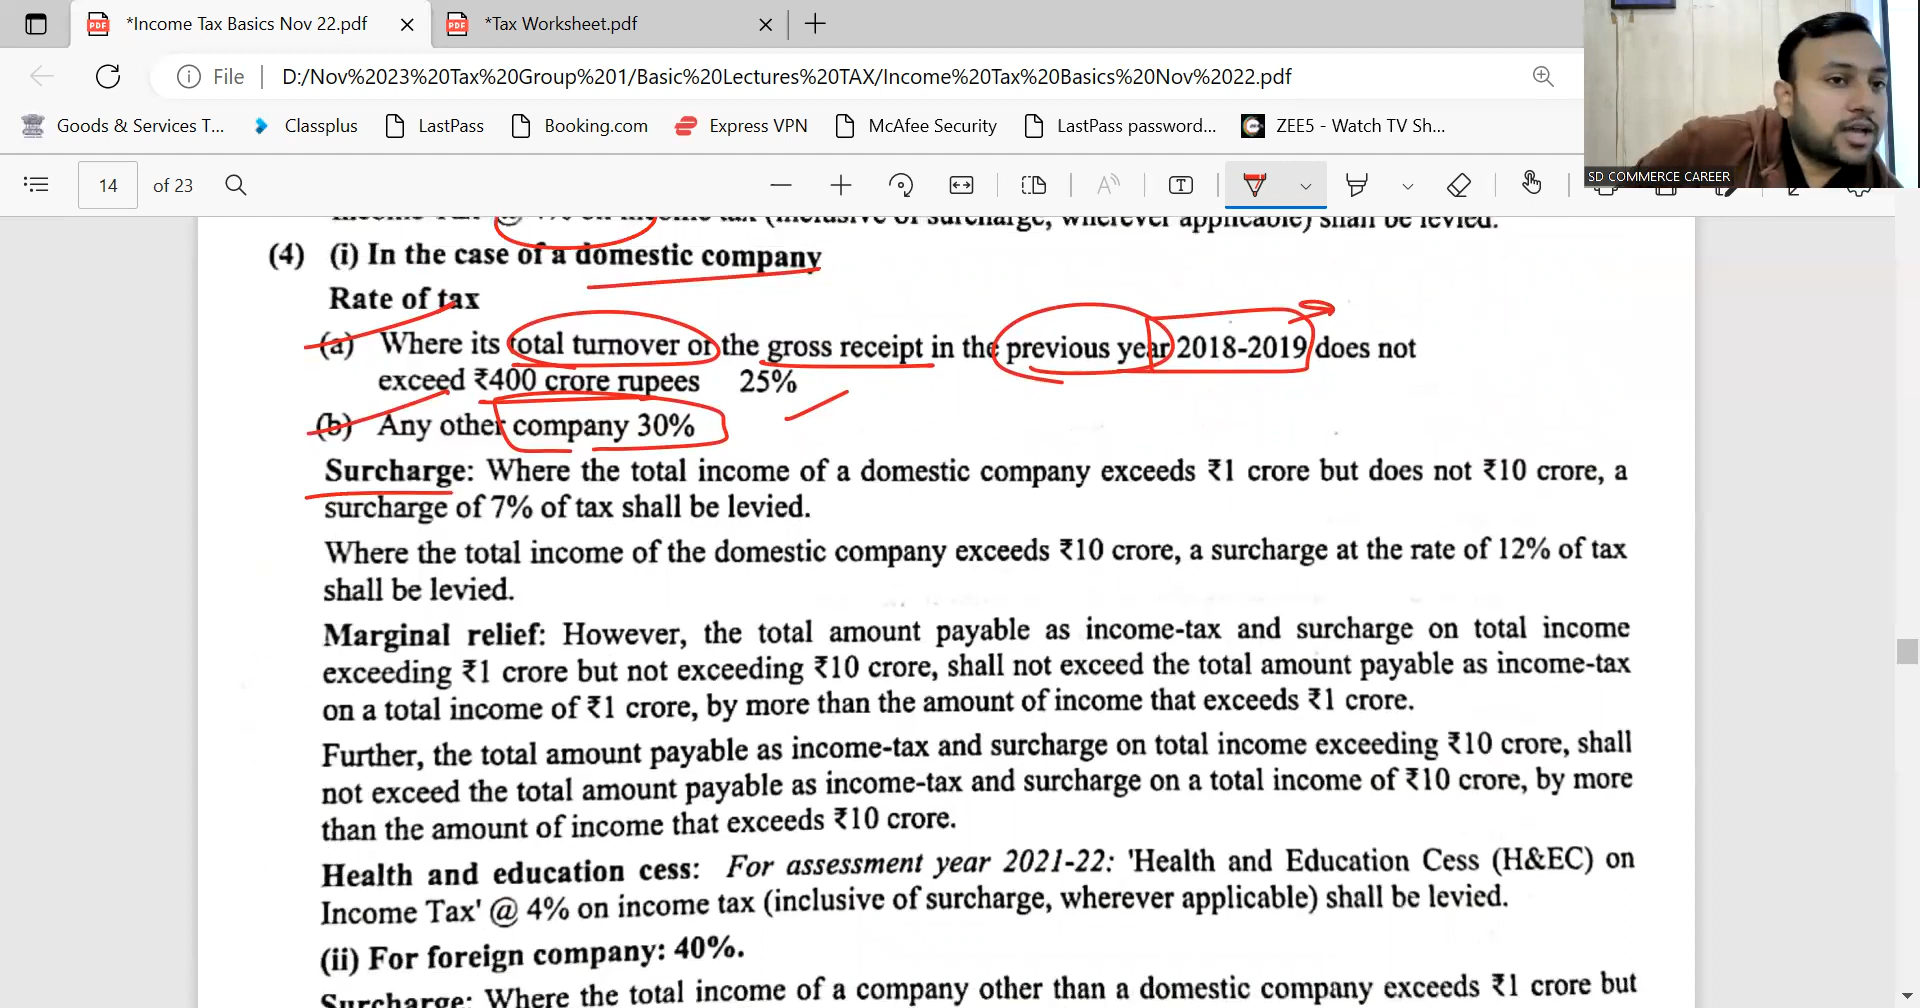 *Income Tax Basics Nov 22.pdf
*Tax Worksheet.pdf
File
D:/Nov%2023%20Tax%20Group%201/Basic%20Lectures%20TAX/Income%20Tax%20Basics%20Nov%2022.pdf
Goods & Services T...
Classplus
LastPass
Booking.com
Express VPN
McAfee Security
LastPass password...
ZEE5 - Watch TV Sh...
SD COMMERCE CAREER
14 of 23
(inclusive of surcharge, wherever applicable) shall be levied.
(4) (i) In the case of a domestic company
Rate of tax
(a) Where its total turnover or the gross receipt in the previous year 2018-2019 does not
exceed ₹400 crore rupees 25%
(b) Any other company 30%
Surcharge: Where the total income of a domestic company exceeds ₹1 crore but does not ₹10 crore, a
surcharge of 7% of tax shall be levied.
Where the total income of the domestic company exceeds ₹10 crore, a surcharge at the rate of 12% of tax
shall be levied.
Marginal relief: However, the total amount payable as income-tax and surcharge on total income
exceeding ₹1 crore but not exceeding ₹10 crore, shall not exceed the total amount payable as income-tax
on a total income of ₹1 crore, by more than the amount of income that exceeds ₹1 crore.
Further, the total amount payable as income-tax and surcharge on total income exceeding ₹10 crore, shall
not exceed the total amount payable as income-tax and surcharge on a total income of ₹10 crore, by more
than the amount of income that exceeds ₹10 crore.
Health and education cess: For assessment year 2021-22: 'Health and Education Cess (H&EC) on
Income Tax' @ 4% on income tax (inclusive of surcharge, wherever applicable) shall be levied.
(ii) For foreign company: 40%.
Surcharge: Where the total income of a company other than a domestic company exceeds ₹1 crore but